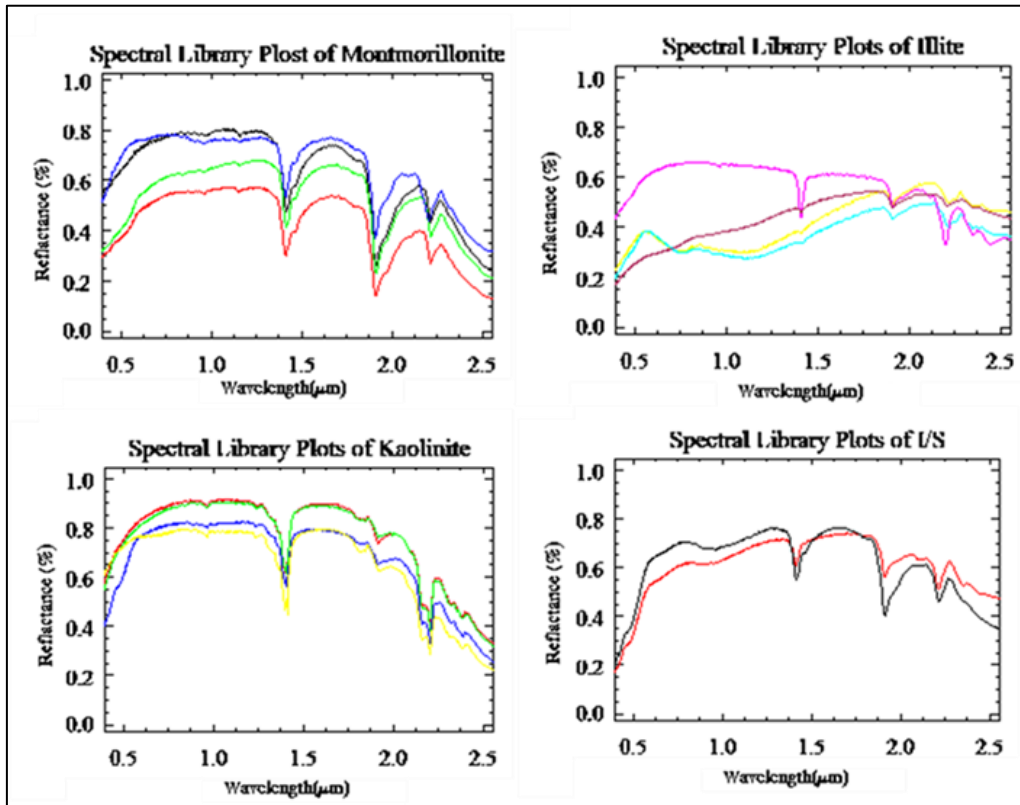 Spectral Library Plost of Montmorillonite
1.0
0.8
0.6
0.4
0.2
0.0
Reflectance (%)
0.5 1.0 1.5 2.0 2.5
Wavelength(μm)
Spectral Library Plots of Illite
1.0
0.8
0.6
0.4
0.2
0.0
Reflectance (%)
0.5 1.0 1.5 2.0 2.5
Wavelength(μm)
Spectral Library Plots of Kaolinite
1.0
0.8
0.6
0.4
0.2
0.0
Reflectance (%)
0.5 1.0 1.5 2.0 2.5
Wavelength(μm)
Spectral Library Plots of I/S
1.0
0.8
0.6
0.4
0.2
0.0
Reflectance (%)
0.5 1.0 1.5 2.0 2.5
Wavelength(μm)